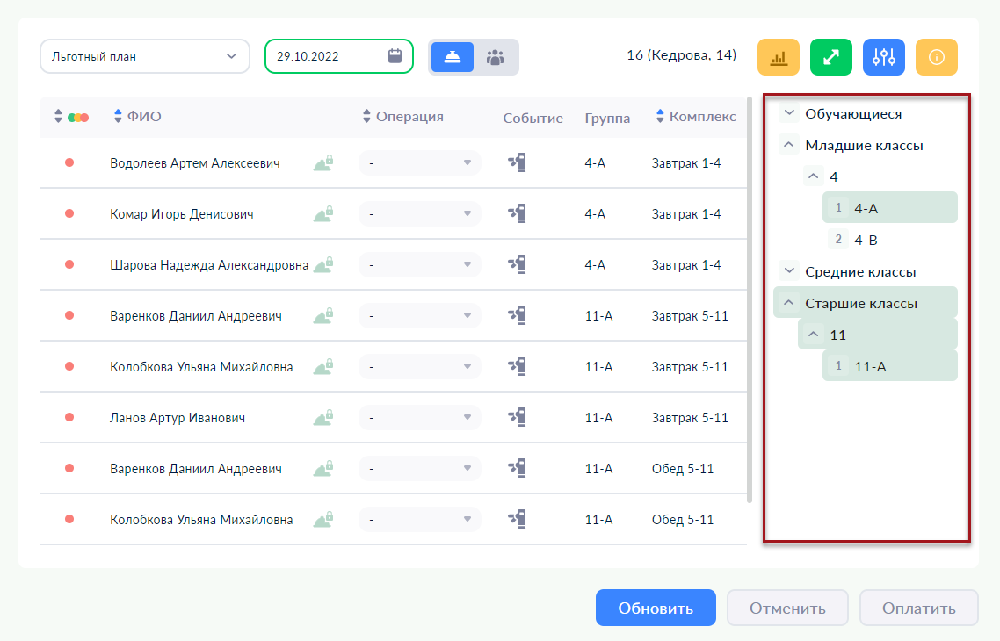 Льготный план 29.10.2022 16 (Кедрова, 14)
ФИО Операция Событие Группа Комплекс
Водолеев Артем Алексеевич - 4-А Завтрак 1-4
Комар Игорь Денисович - 4-А Завтрак 1-4
Шарова Надежда Александровна - 4-А Завтрак 1-4
Варенков Даниил Андреевич - 11-А Завтрак 5-11
Колобкова Ульяна Михайловна - 11-А Завтрак 5-11
Ланов Артур Иванович - 11-А Завтрак 5-11
Варенков Даниил Андреевич - 11-А Обед 5-11
Колобкова Ульяна Михайловна - 11-А Обед 5-11
Обучающиеся
Младшие классы
4
1 4-А
2 4-В
Средние классы
Старшие классы
11
1 11-А
Обновить Отменить Оплатить